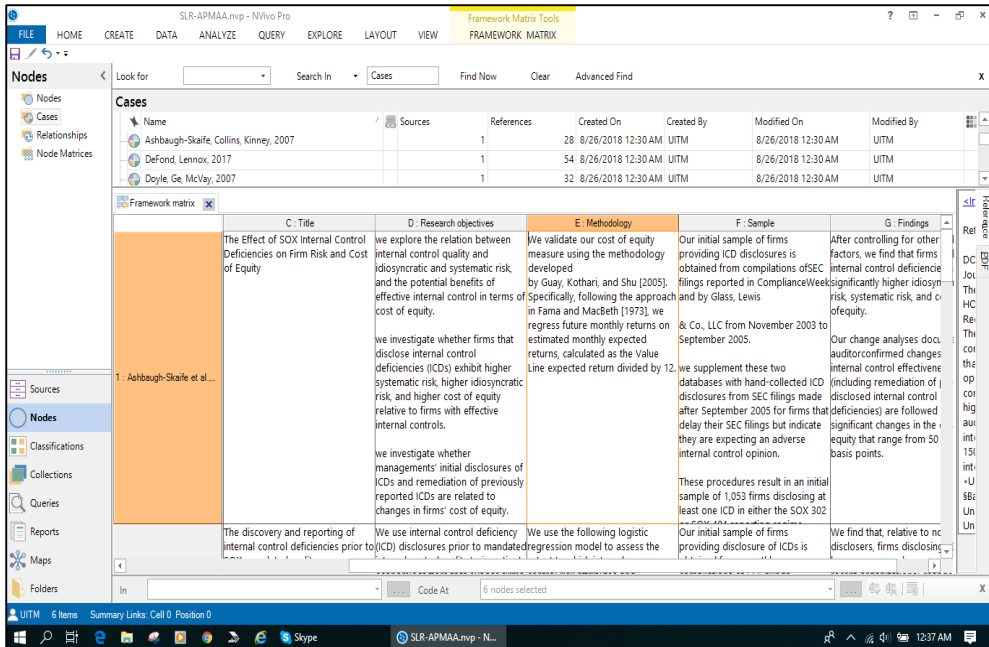 SLR-APMAA.nvp - NVivo Pro
Framework Matrix Tools
?
FILE HOME CREATE DATA ANALYZE QUERY EXPLORE LAYOUT VIEW FRAMEWORK MATRIX
Nodes
Look for Search In Cases Find Now Clear Advanced Find X
Nodes
Cases
Relationships
Node Matrices
Cases
Name Sources References Created On Created By Modified On Modified By
Ashbaugh-Skaife, Collins, Kinney, 2007 1 28 8/26/2018 12:30 AM UITM 8/26/2018 12:30 AM UITM
DeFond, Lennox, 2017 1 54 8/26/2018 12:30 AM UITM 8/26/2018 12:30 AM UITM
Doyle, Ge, McVay, 2007 1 32 8/26/2018 12:30 AM UITM 8/26/2018 12:30 AM UITM
Framework matrix
C : Title
D : Research objectives
E : Methodology
F : Sample
G : Findings
1 : Ashbaugh-Skaife et al....
The Effect of SOX Internal Control
Deficiencies on Firm Risk and Cost
of Equity
we explore the relation between
internal control quality and
idiosyncratic and systematic risk,
and the potential benefits of
effective internal control in terms of
cost of equity.
we investigate whether firms that
disclose internal control
deficiencies (ICDs) exhibit higher
systematic risk, higher idiosyncratic
risk, and higher cost of equity
relative to firms with effective
internal controls.
we investigate whether
managements' initial disclosures of
ICDs and remediation of previously
reported ICDs are related to
changes in firms' cost of equity.
We validate our cost of equity
measure using the methodology
developed
by Guay, Kothari, and Shu [2005].
Specifically, following the approach
in Fama and MacBeth [1973], we
regress future monthly returns on
estimated monthly expected
returns, calculated as the Value
Line expected return divided by 12.
Our initial sample of firms
providing ICD disclosures is
obtained from compilations ofSEC
filings reported in ComplianceWeek
and by Glass, Lewis
& Co., LLC from November 2003 to
September 2005.
we supplement these two
databases with hand-collected ICD
disclosures from SEC filings made
after September 2005 for firms that
delay their SEC filings but indicate
they are expecting an adverse
internal control opinion.
These procedures result in an initial
sample of 1,053 firms disclosing at
least one ICD in either the SOX 302
After controlling for other
factors, we find that firms
internal control deficiencie
significantly higher idiosyn
risk, systematic risk, and c
ofequity.
Our change analyses docu
auditorconfirmed changes
internal control effectivene
(including remediation of
disclosed internal control
deficiencies) are followed
significant changes in the
equity that range from 50
basis points.
The discovery and reporting of
internal control deficiencies prior to
We use internal control deficiency
(ICD) disclosures prior to mandated
We use the following logistic
regression model to assess the
Our initial sample of firms
providing disclosure of ICDs is
We find that, relative to no
disclosers, firms disclosing
Reference
PDF
Ref
DC
Jou
The
HC
Re
The
cor
tha
op
cor
hig
auc
inte
150
inte
*U
§Ba
Un
Un
Sources
Nodes
Classifications
Collections
Queries
Reports
Maps
Folders
In ... Code At 6 nodes selected ... X
UITM 6 Items Summary Links: Cell 0 Position 0
Skype SLR-APMAA.nvp - N... 12:37 AM